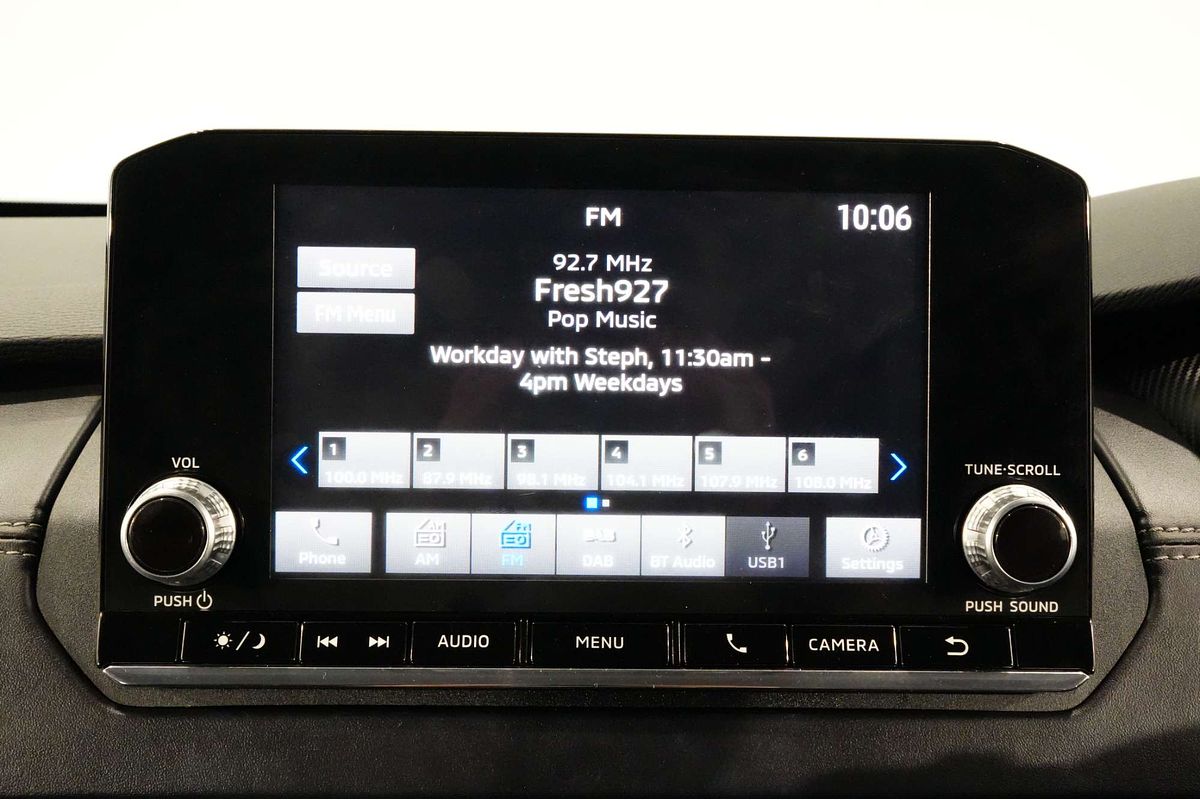 FM
10:06
Source
FM Menu
92.7 MHz
Fresh927
Pop Music
Workday with Steph, 11:30am -
4pm Weekdays
1 2 3 4 5 6
100.0 MHz 87.9 MHz 98.1 MHz 104.1 MHz 107.9 MHz 108.0 MHz
Phone AM FM DAB BT Audio USB1 Settings
VOL
PUSH
TUNE·SCROLL
PUSH SOUND
AUDIO MENU CAMERA